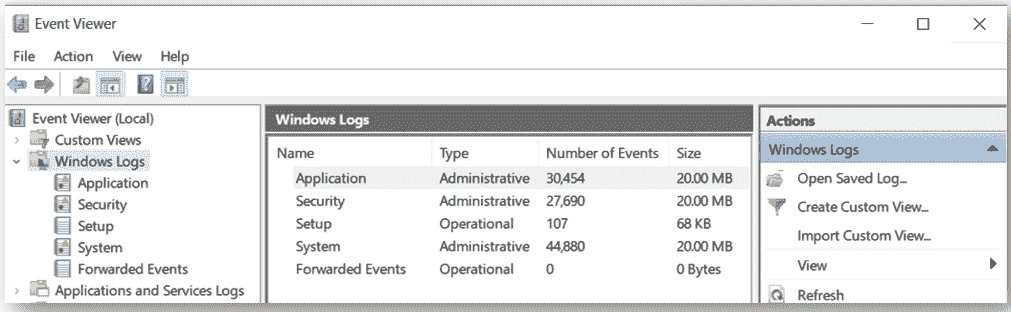 Event Viewer
File Action View Help
Event Viewer (Local)
Custom Views
Windows Logs
Application
Security
Setup
System
Forwarded Events
Applications and Services Logs
Windows Logs
Name Type Number of Events Size
Application Administrative 30,454 20.00 MB
Security Administrative 27,690 20.00 MB
Setup Operational 107 68 KB
System Administrative 44,880 20.00 MB
Forwarded Events Operational 0 0 Bytes
Actions
Windows Logs
Open Saved Log...
Create Custom View...
Import Custom View...
View
Refresh